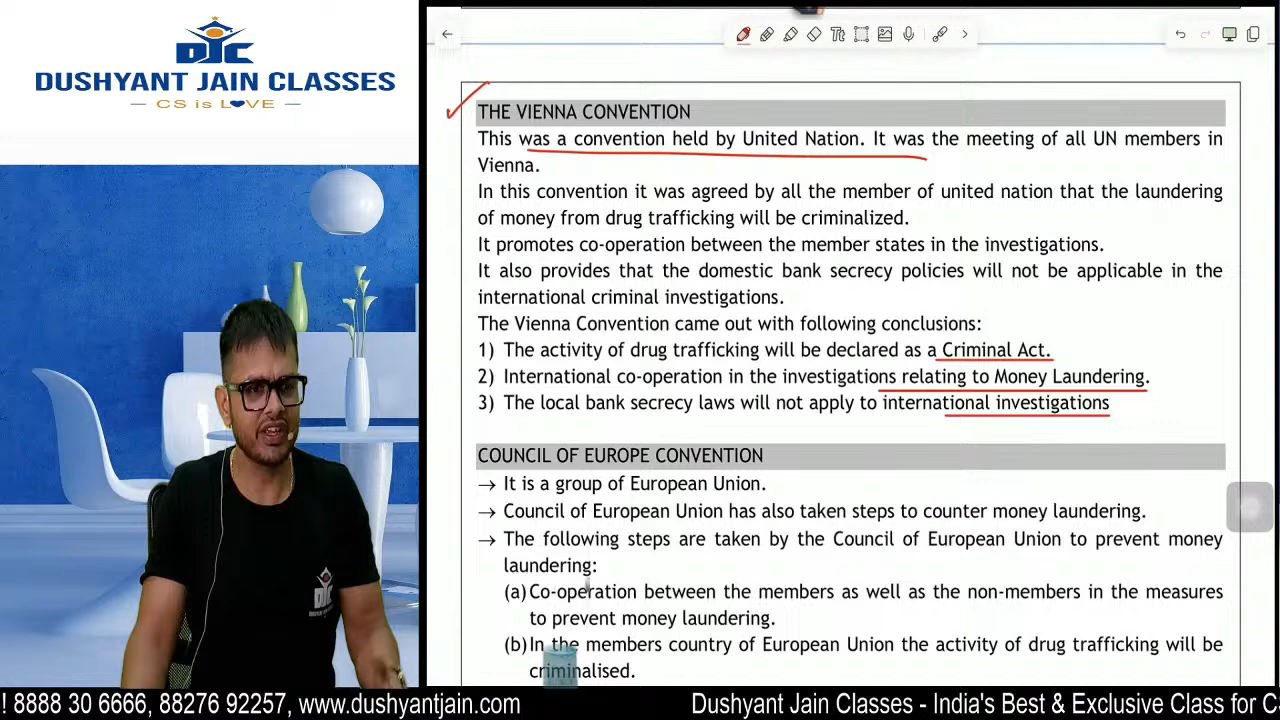 DJC
DUSHYANT JAIN CLASSES
CS is L VE
THE VIENNA CONVENTION
This was a convention held by United Nation. It was the meeting of all UN members in
Vienna.
In this convention it was agreed by all the member of united nation that the laundering
of money from drug trafficking will be criminalized.
It promotes co-operation between the member states in the investigations.
It also provides that the domestic bank secrecy policies will not be applicable in the
international criminal investigations.
The Vienna Convention came out with following conclusions:
1) The activity of drug trafficking will be declared as a Criminal Act.
2) International co-operation in the investigations relating to Money Laundering.
3) The local bank secrecy laws will not apply to international investigations
COUNCIL OF EUROPE CONVENTION
→ It is a group of European Union.
→ Council of European Union has also taken steps to counter money laundering.
→ The following steps are taken by the Council of European Union to prevent money
laundering:
(a) Co-operation between the members as well as the non-members in the measures
to prevent money laundering.
(b) In the members country of European Union the activity of drug trafficking will be
criminalised.
DJC
! 8888 30 6666, 88276 92257, www.dushyantjain.com
Dushyant Jain Classes - India's Best & Exclusive Class for C